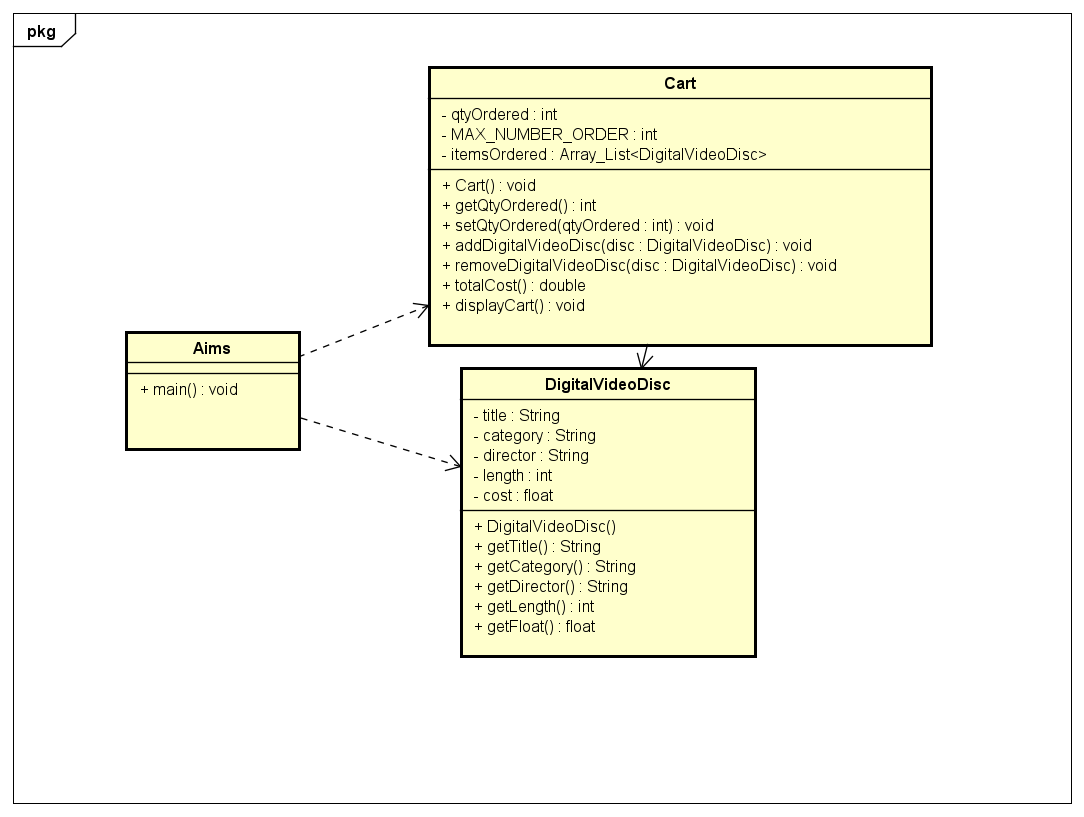 pkg
Cart
- qtyOrdered : int
- MAX_NUMBER_ORDER : int
- itemsOrdered : Array_List<DigitalVideoDisc>
+ Cart() : void
+ getQtyOrdered() : int
+ setQtyOrdered(qtyOrdered : int) : void
+ addDigitalVideoDisc(disc : DigitalVideoDisc) : void
+ removeDigitalVideoDisc(disc : DigitalVideoDisc) : void
+ totalCost() : double
+ displayCart() : void
Aims
+ main() : void
DigitalVideoDisc
- title : String
- category : String
- director : String
- length : int
- cost : float
+ DigitalVideoDisc()
+ getTitle() : String
+ getCategory() : String
+ getDirector() : String
+ getLength() : int
+ getFloat() : float